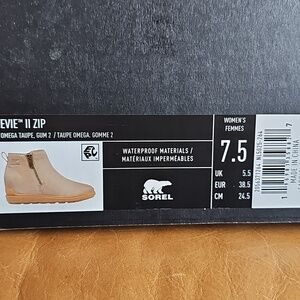 EVIE™ II ZIP
OMEGA TAUPE, GUM 2 / TAUPE OMEGA, GOMME 2
WATERPROOF MATERIALS /
MATÉRIAUX IMPERMÉABLES
SOREL
WOMEN'S
FEMMES
7.5
UK 5.5
EUR 38.5
CM 24.5
MADE IN CHINA